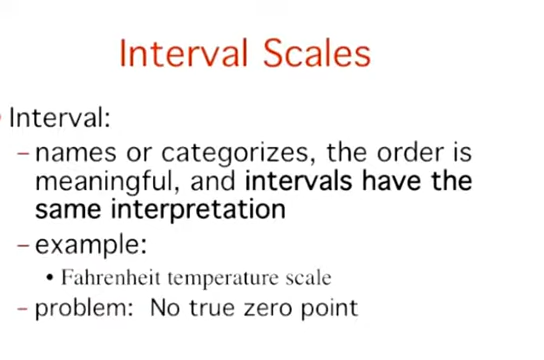 Interval Scales
Interval:
– names or categorizes, the order is
meaningful, and intervals have the
same interpretation
– example:
• Fahrenheit temperature scale
– problem: No true zero point